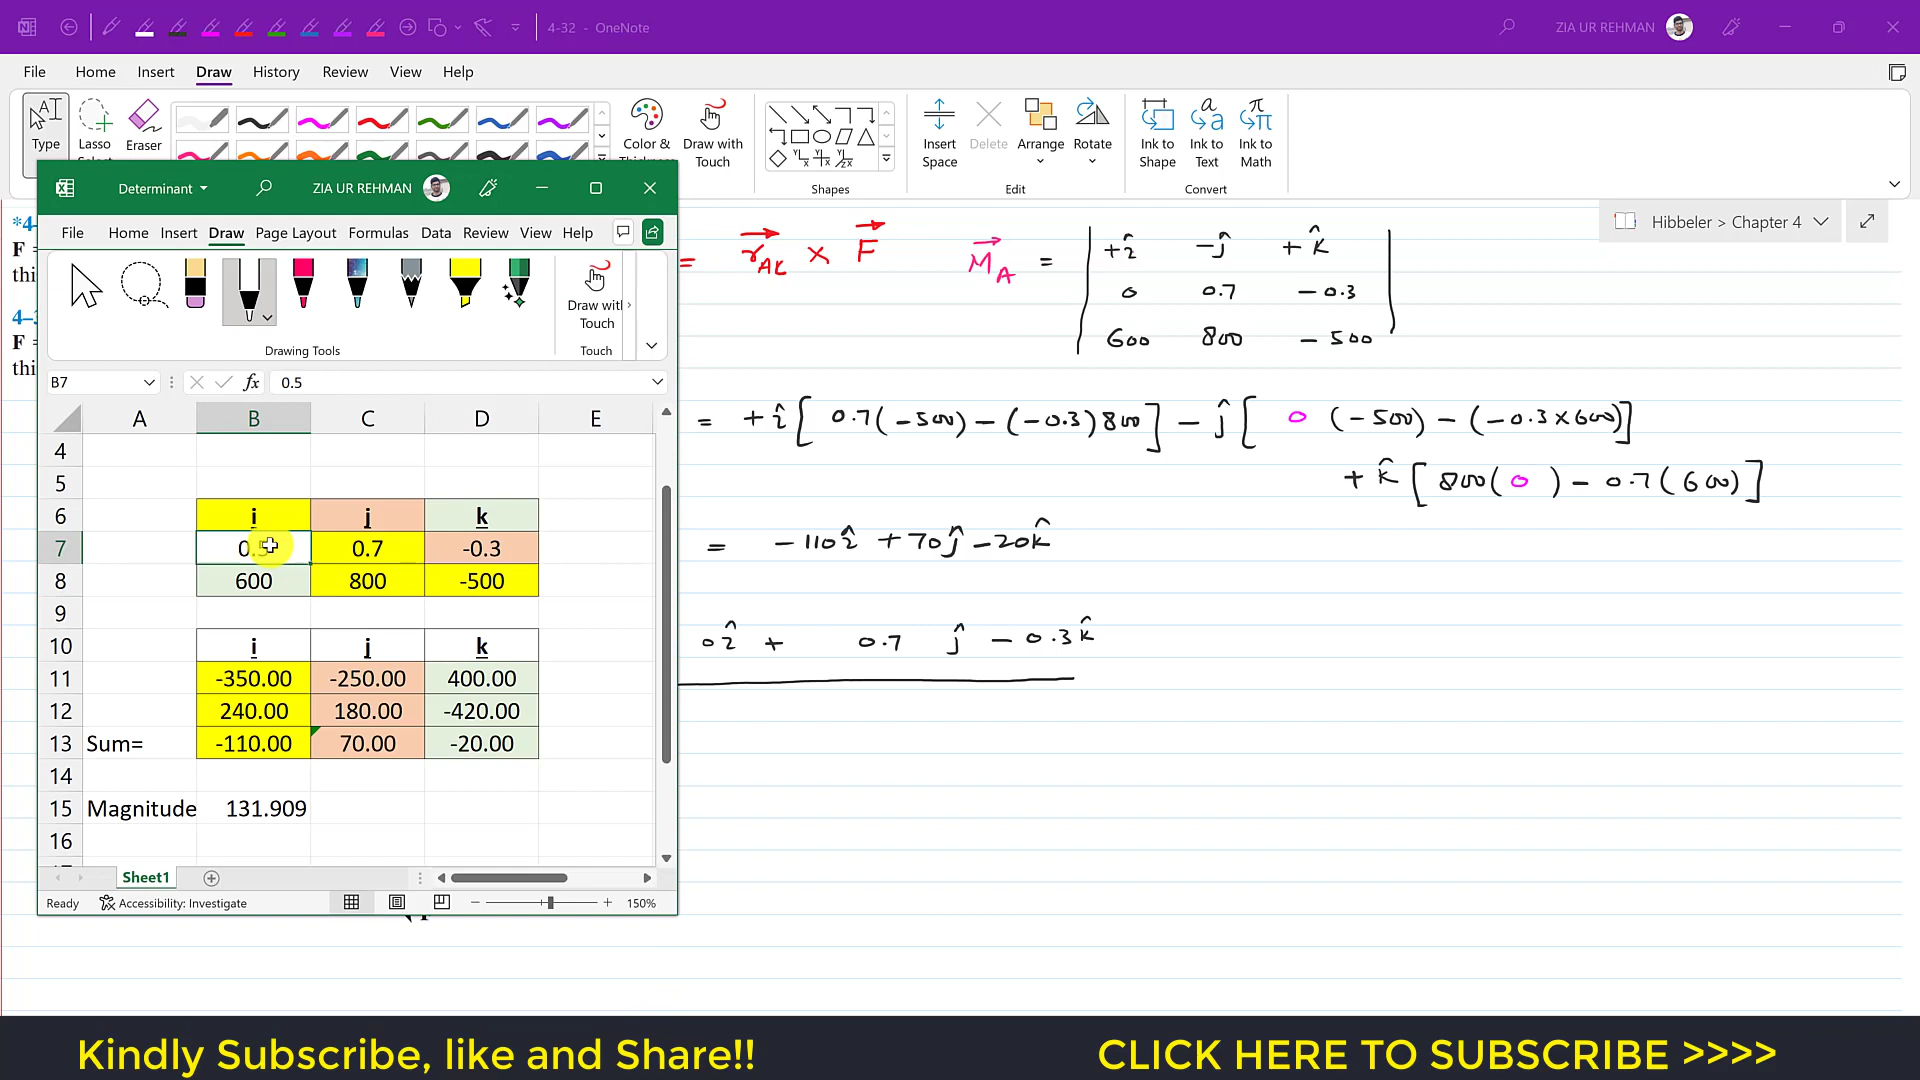 4-32 - OneNote
ZIA UR REHMAN
File Home Insert Draw History Review View Help
Type
Lasso
Select
Eraser
Color &
Thickness
Draw with
Touch
Shapes
Insert
Space
Delete
Arrange
Rotate
Edit
Ink to
Shape
Ink to
Text
Ink to
Math
Convert
Hibbeler > Chapter 4
*4-
F =
thi
4-3
F =
thi
Determinant
ZIA UR REHMAN
File Home Insert Draw Page Layout Formulas Data Review View Help
Drawing Tools
Draw with
Touch
Touch
B7 fx 0.5
A B C D E
4
5
6 i j k
7 0.5 0.7 -0.3
8 600 800 -500
9
10 i j k
11 -350.00 -250.00 400.00
12 240.00 180.00 -420.00
13 Sum= -110.00 70.00 -20.00
14
15 Magnitude 131.909
16
Sheet1
Ready Accessibility: Investigate 150%
= r⃗AC × F⃗ M⃗A = | +î -ĵ +k̂ |
0 0.7 -0.3
600 800 -500
= +î [ 0.7(-500) - (-0.3)800 ] - ĵ [ 0 (-500) - (-0.3×600) ]
+ k̂ [ 800(0) - 0.7(600) ]
= -110î +70ĵ -20k̂
0î + 0.7 ĵ - 0.3k̂
Kindly Subscribe, like and Share!!
CLICK HERE TO SUBSCRIBE >>>>